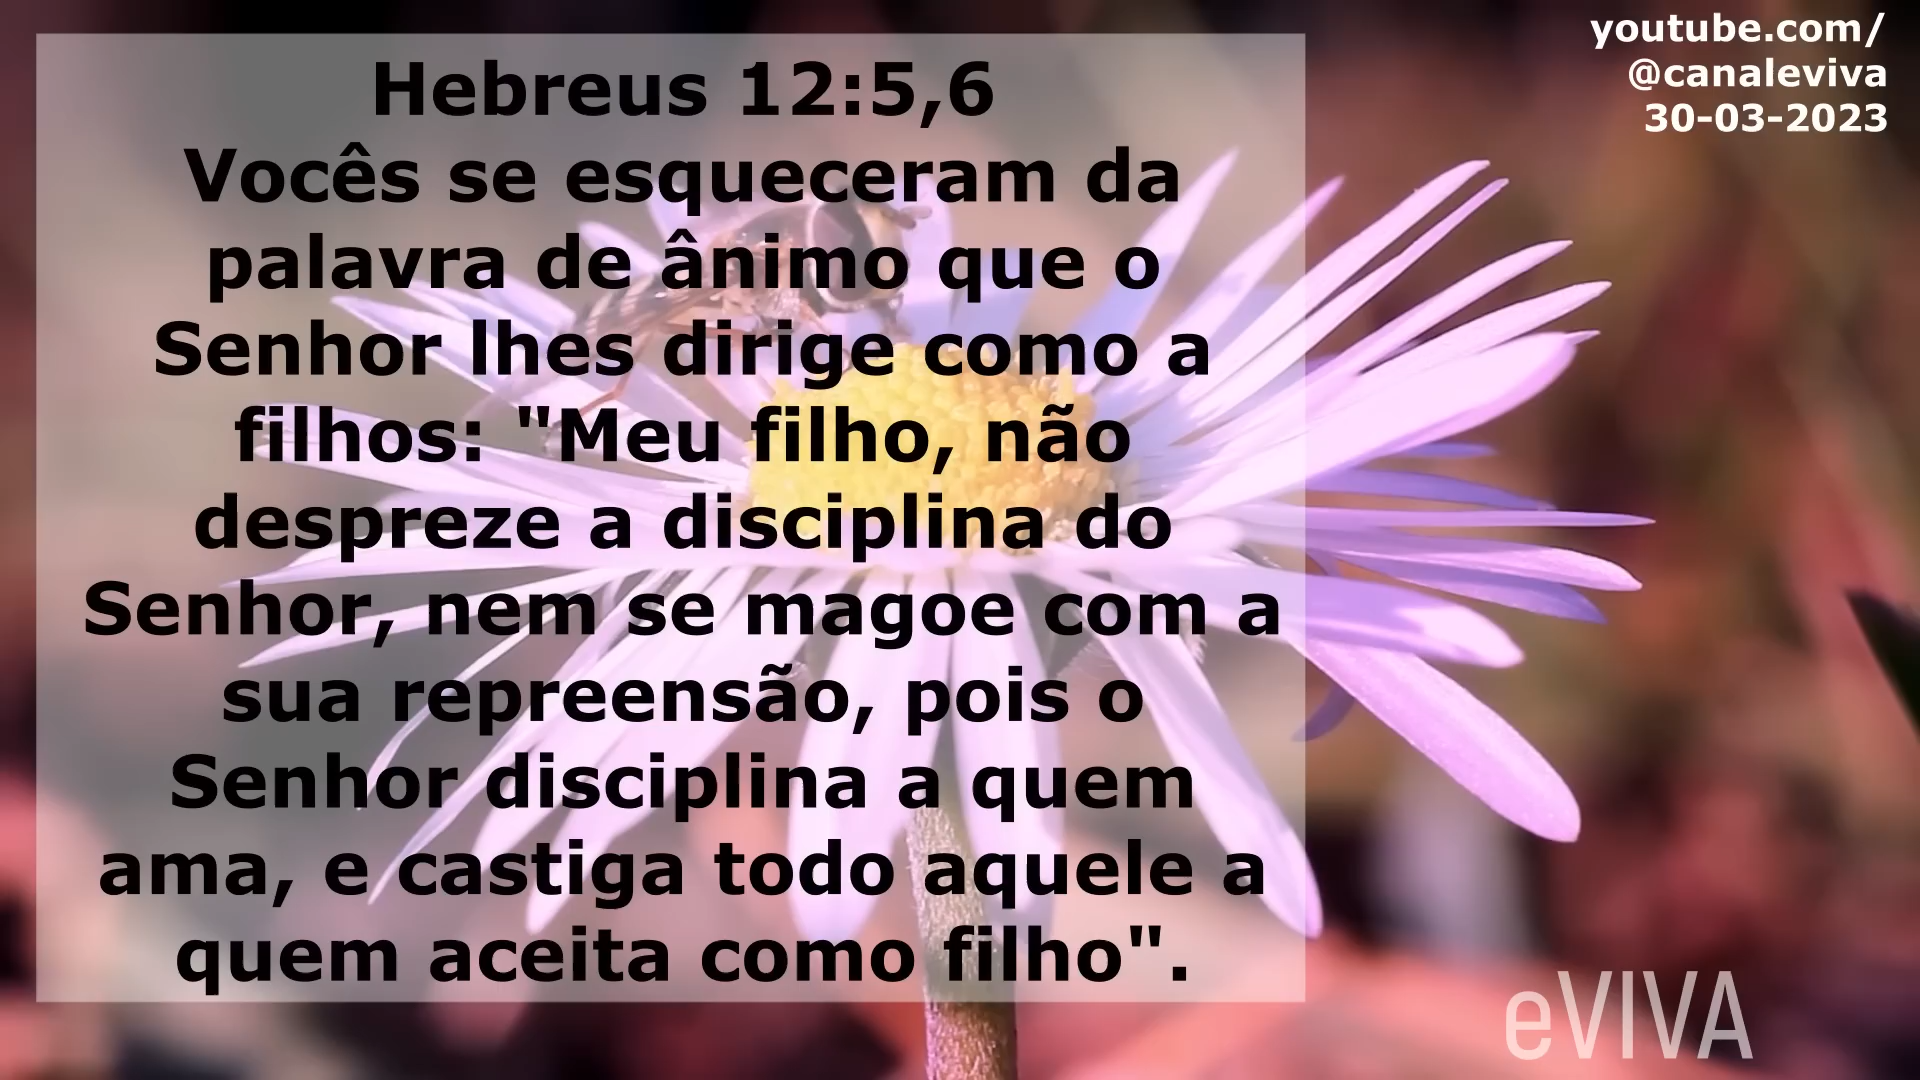 Hebreus 12:5,6
Vocês se esqueceram da
palavra de ânimo que o
Senhor lhes dirige como a
filhos: "Meu filho, não
despreze a disciplina do
Senhor, nem se magoe com a
sua repreensão, pois o
Senhor disciplina a quem
ama, e castiga todo aquele a
quem aceita como filho".
youtube.com/
@canaleviva
30-03-2023
eVIVA